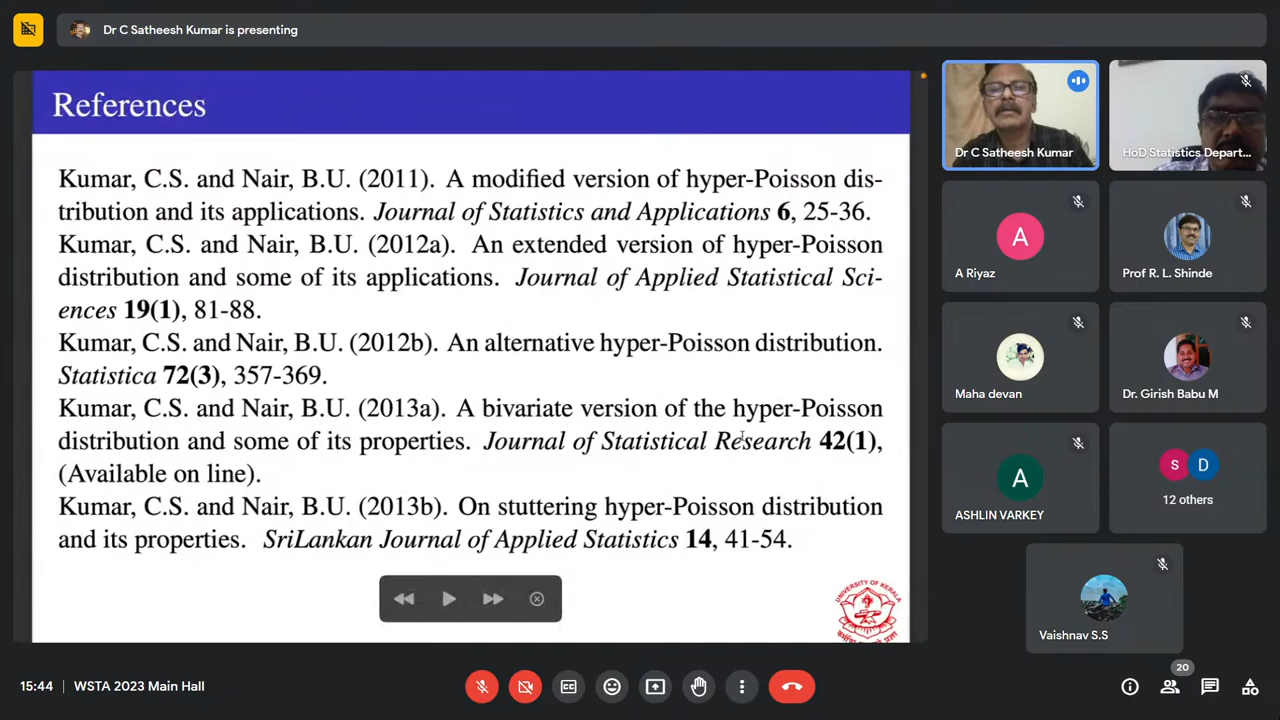 Dr C Satheesh Kumar is presenting
References
Kumar, C.S. and Nair, B.U. (2011). A modified version of hyper-Poisson dis-
tribution and its applications. Journal of Statistics and Applications 6, 25-36.
Kumar, C.S. and Nair, B.U. (2012a). An extended version of hyper-Poisson
distribution and some of its applications. Journal of Applied Statistical Sci-
ences 19(1), 81-88.
Kumar, C.S. and Nair, B.U. (2012b). An alternative hyper-Poisson distribution.
Statistica 72(3), 357-369.
Kumar, C.S. and Nair, B.U. (2013a). A bivariate version of the hyper-Poisson
distribution and some of its properties. Journal of Statistical Research 42(1),
(Available on line).
Kumar, C.S. and Nair, B.U. (2013b). On stuttering hyper-Poisson distribution
and its properties. SriLankan Journal of Applied Statistics 14, 41-54.
UNIVERSITY OF KERALA
Dr C Satheesh Kumar
HoD Statistics Depart...
A
A Riyaz
Prof R. L. Shinde
Maha devan
Dr. Girish Babu M
A
ASHLIN VARKEY
S D
12 others
Vaishnav S.S
15:44 | WSTA 2023 Main Hall
20